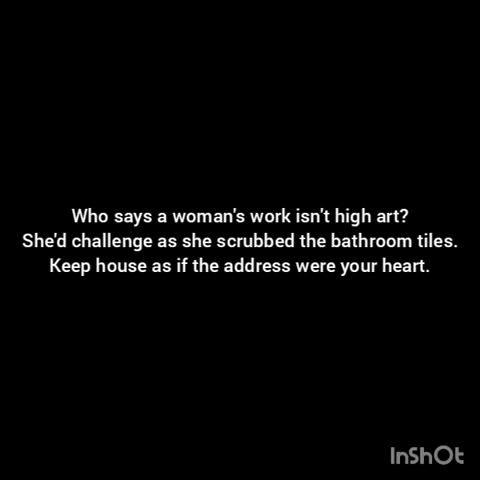 Who says a woman's work isn't high art?
She'd challenge as she scrubbed the bathroom tiles.
Keep house as if the address were your heart.
InShOt